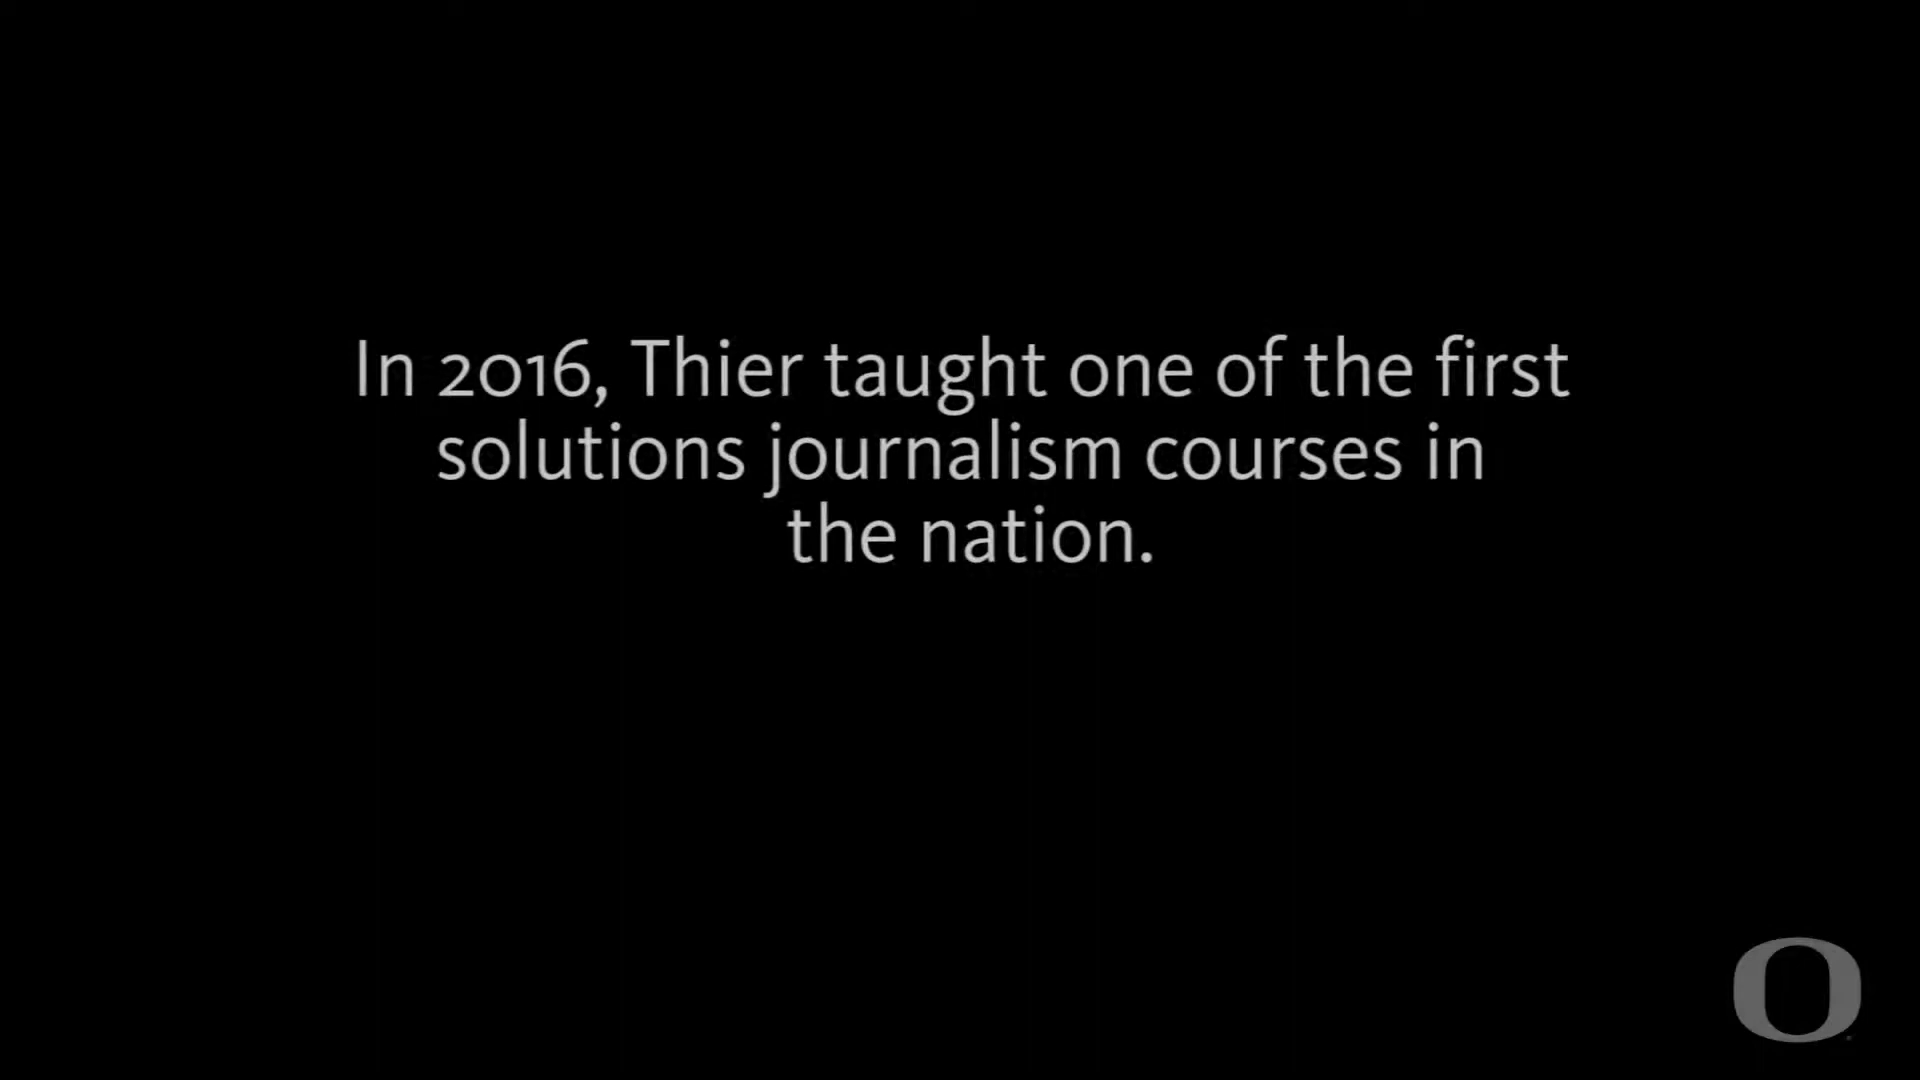 In 2016, Thier taught one of the first
solutions journalism courses in
the nation.
O